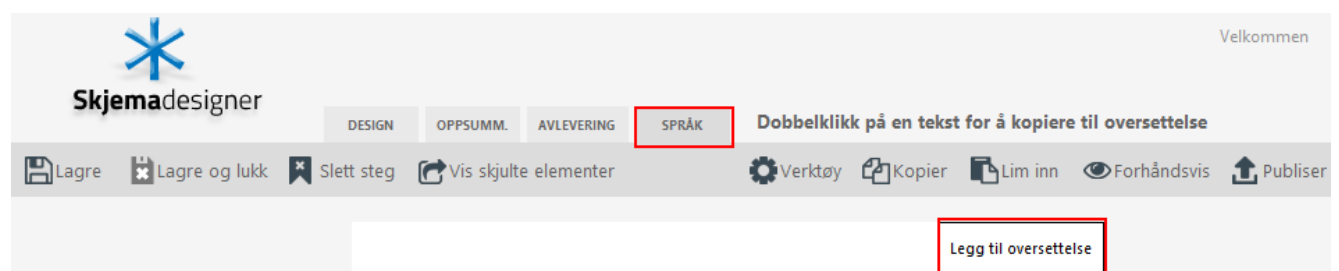 Velkommen
Skjemadesigner
DESIGN OPPSUMM. AVLEVERING SPRÅK Dobbelklikk på en tekst for å kopiere til oversettelse
Lagre Lagre og lukk Slett steg Vis skjulte elementer Verktøy Kopier Lim inn Forhåndsvis Publiser
Legg til oversettelse